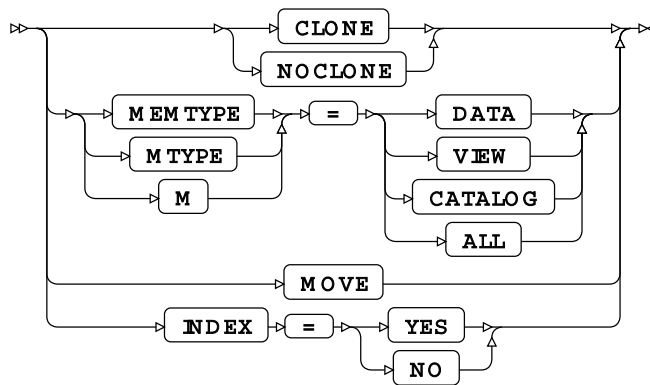 CLONE
NOCLONE
MEMTYPE = DATA
MTYPE VIEW
M CATALOG
ALL
MOVE
INDEX = YES
NO